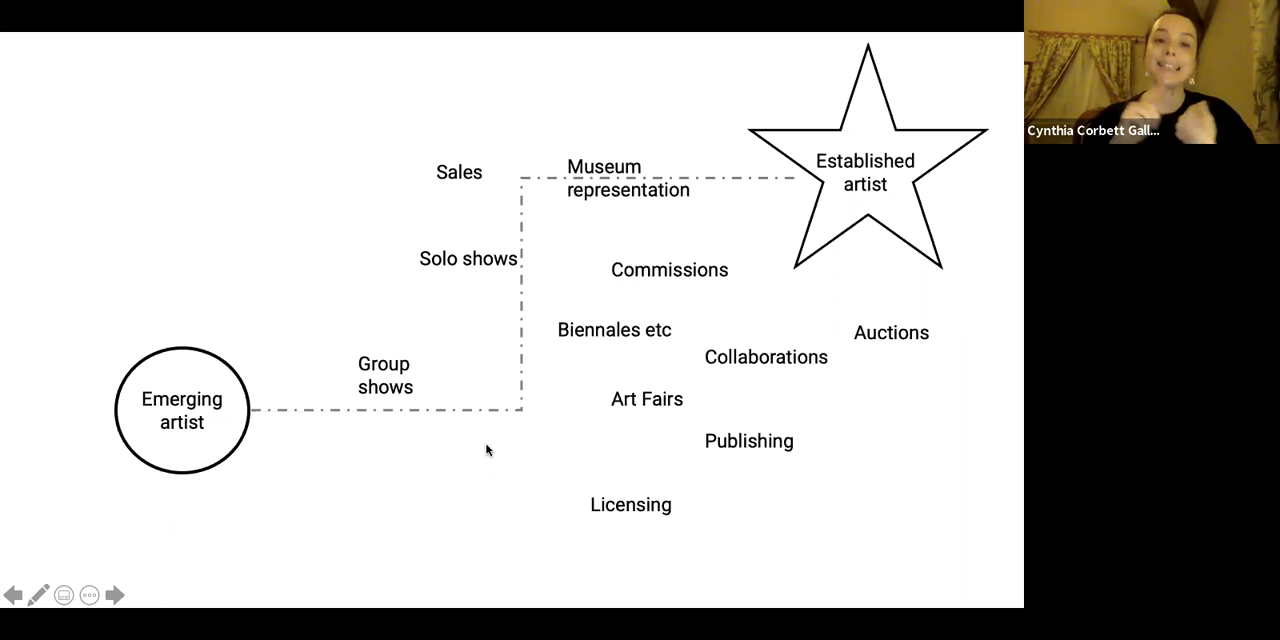 Cynthia Corbett Gall...
Established
artist
Sales
Museum
representation
Solo shows
Commissions
Biennales etc
Auctions
Collaborations
Group
shows
Emerging
artist
Art Fairs
Publishing
Licensing